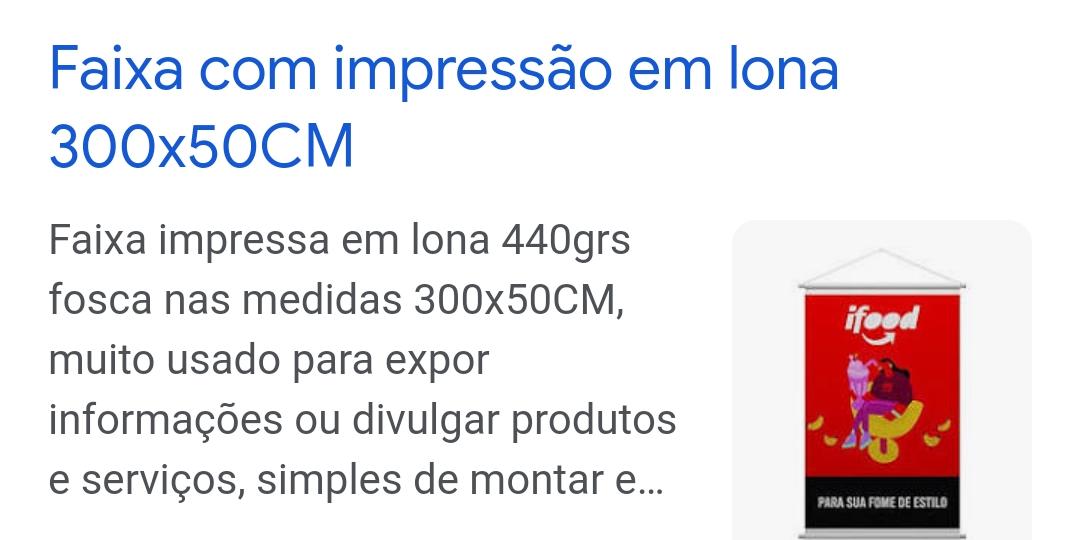 Faixa com impressão em lona
300x50CM
Faixa impressa em lona 440grs
fosca nas medidas 300x50CM,
muito usado para expor
informações ou divulgar produtos
e serviços, simples de montar e...
ifood
PARA SUA FOME DE ESTILO